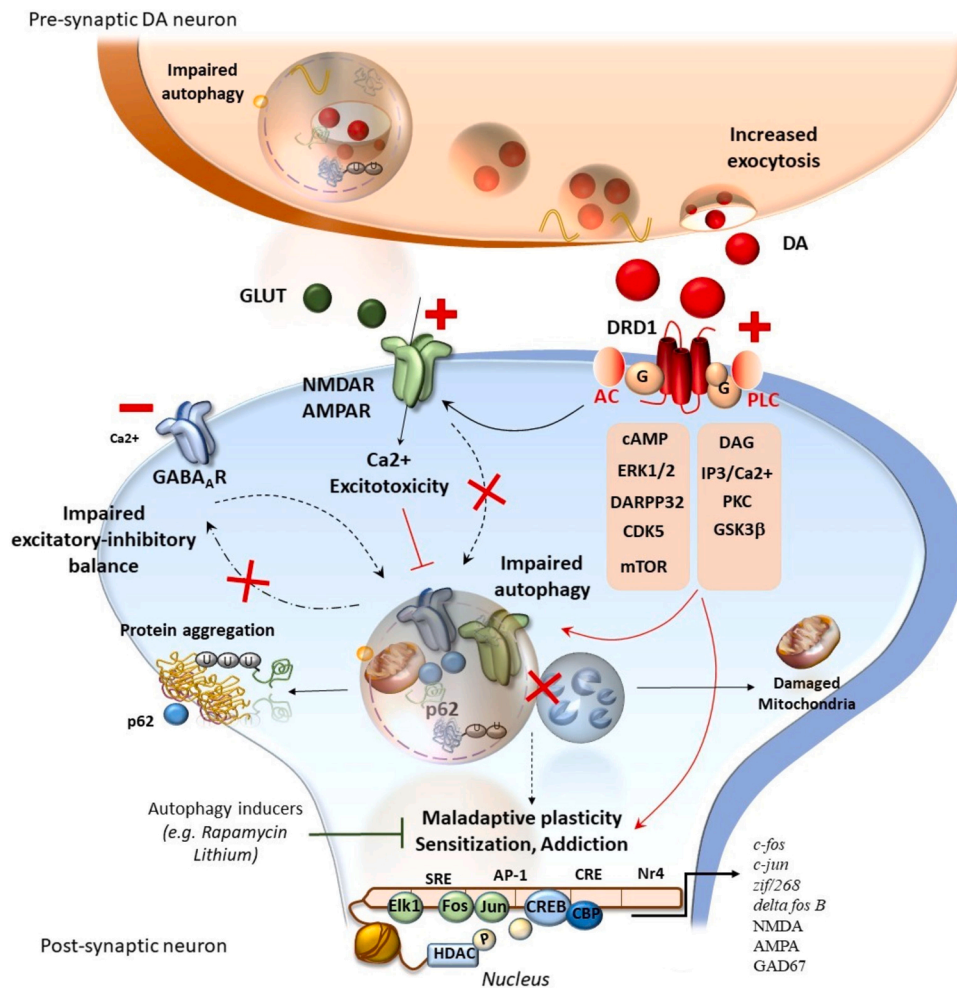 Pre-synaptic DA neuron
Impaired
autophagy
U
U
Increased
exocytosis
DA
GLUT
DRD1
AC
G
G
PLC
NMDAR
AMPAR
Ca2+
GABAAR
Ca2+
Excitotoxicity
cAMP
ERK1/2
DARPP32
CDK5
mTOR
DAG
IP3/Ca2+
PKC
GSK3β
Impaired
excitatory-inhibitory
balance
Impaired
autophagy
Protein aggregation
U
U
U
p62
p62
U
U
Damaged
Mitochondria
Autophagy inducers
(e.g. Rapamycin
Lithium)
Maladaptive plasticity
Sensitization, Addiction
SRE
AP-1
CRE
Nr4
Elk1
Fos
Jun
CREB
CBP
P
HDAC
Nucleus
c-fos
c-jun
zif/268
delta fos B
NMDA
AMPA
GAD67
Post-synaptic neuron